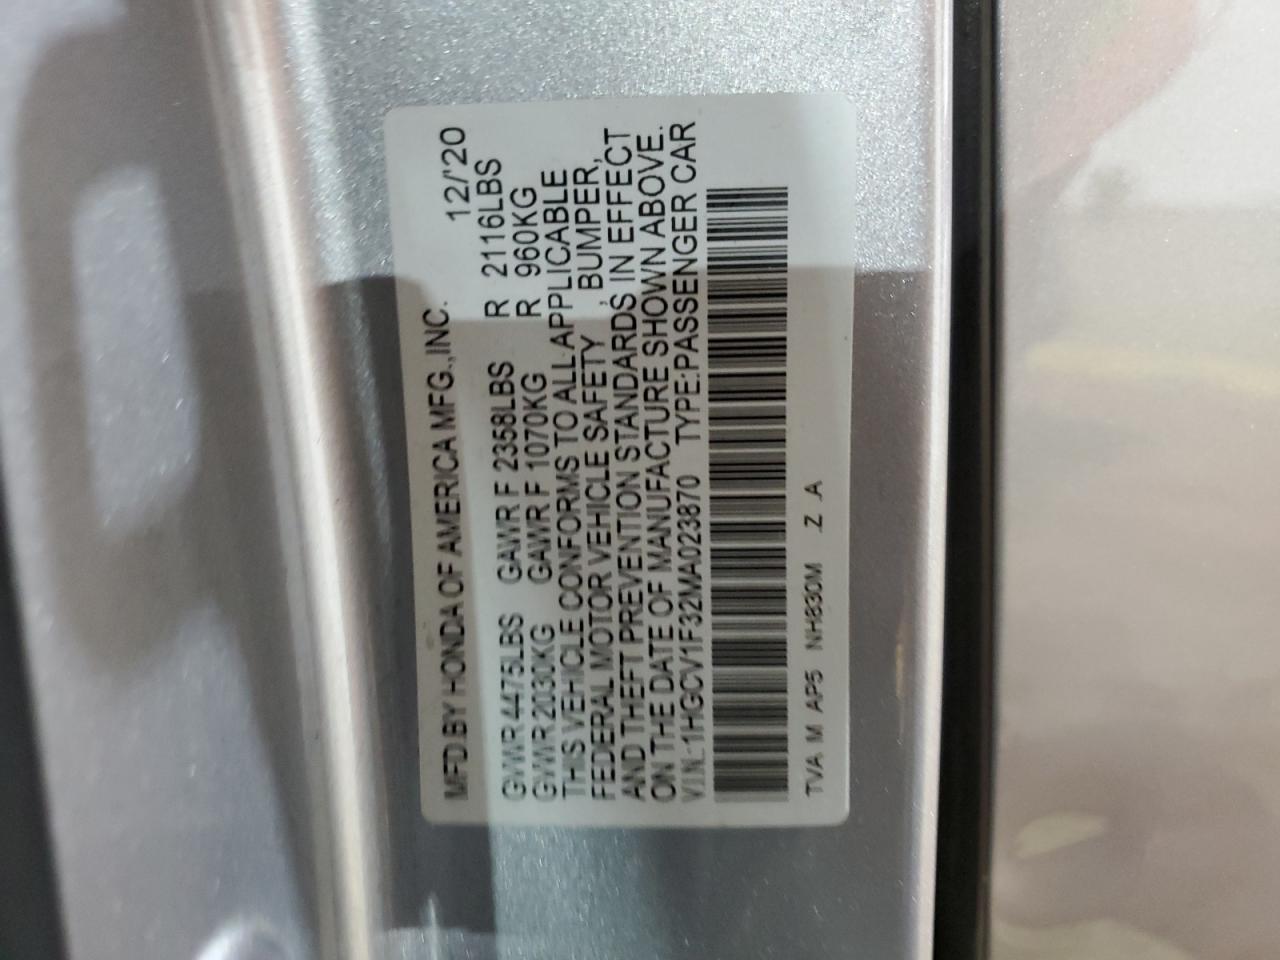 MFD.BY HONDA OF AMERICA MFG.,INC. 12/'20
GVWR 4475LBS GAWR F 2358LBS R 2116LBS
GVWR 2030KG GAWR F 1070KG R 960KG
THIS VEHICLE CONFORMS TO ALL APPLICABLE
FEDERAL MOTOR VEHICLE SAFETY , BUMPER,
AND THEFT PREVENTION STANDARDS IN EFFECT
ON THE DATE OF MANUFACTURE SHOWN ABOVE.
V.I.N.:1HGCV1F32MA023870 TYPE:PASSENGER CAR
TVA M AP5 NH830M Z .A